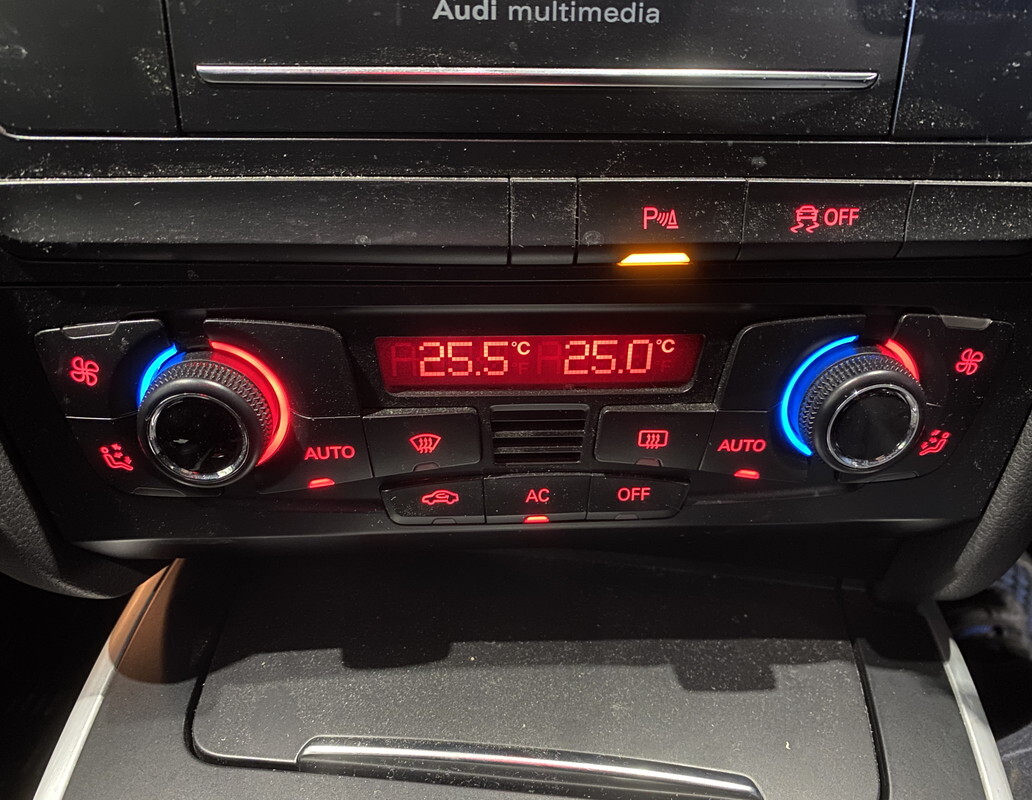 Audi multimedia
P
OFF
25.5°C 25.0°C
AUTO
AUTO
AC
OFF